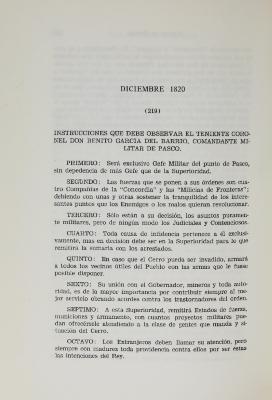 DICIEMBRE 1820
(219)
INSTRUCCIONES QUE DEBE OBSERVAR EL TENIENTE CORO-
NEL DON BENITO GARCIA DEL BARRIO, COMANDANTE MI-
LITAR DE PASCO.
PRIMERO: Será exclusivo Gefe Militar del punto de Pasco,
sin depedencia de más Gefe que de la Superioridad.
SEGUNDO: Las fuerzas que se ponen a sus órdenes son cua-
tro Compañías de la "Concordia" y las "Milicias de Fronteras";
debiendo con unas y otras sostener la tranquilidad de los intere-
santes puntos que los Enemigos o los malos quieran revolucionar.
TERCERO: Sólo están a su decisión, los asuntos puramente
militares, pero de ningún modo los Judiciales y Contenciosos.
CUARTO: Toda causa de infidencia pertenece a él exclusi-
vamente, mas su decisión debe ser en la Superioridad para lo que
remitirá la sumaria con los arrestados.
QUINTO: En caso que el Cerro pueda ser invadido, armará
a todos los vecinos útiles del Pueblo con las armas que le fuese
posible disponer.
SEXTO: Su unión con el Gobernador, mineros y toda auto-
ridad, es de la mayor importancia por contribuir siempre al me-
jor servicio obrando acordes contra los trastornadores del orden.
SEPTIMO: A esta Superioridad, remitirá Estados de fuerza,
municiones y armamento, con cuantos proyectos militares pue-
dan ofrecérsele atendiendo a la clase de gentes que manda y si-
tuación del Cerro.
OCTAVO: Los Extranjeros deben llamar su atención, pero
siempre con madurez toda providencia contra ellos por ser estas
las intenciones del Rey.